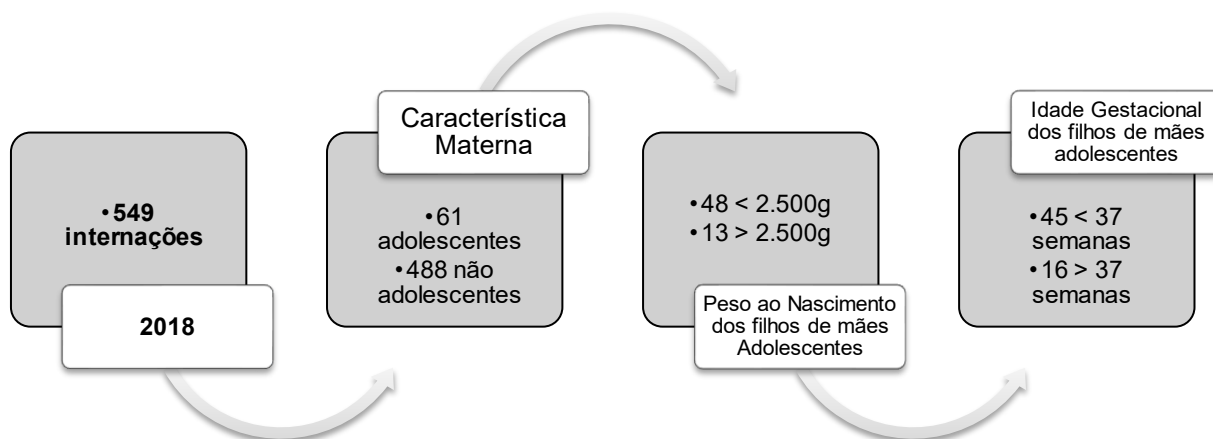 • 549
internações
2018
Característica
Materna
• 61
adolescentes
• 488 não
adolescentes
• 48 < 2.500g
• 13 > 2.500g
Peso ao Nascimento
dos filhos de mães
Adolescentes
Idade Gestacional
dos filhos de mães
adolescentes
• 45 < 37
semanas
• 16 > 37
semanas